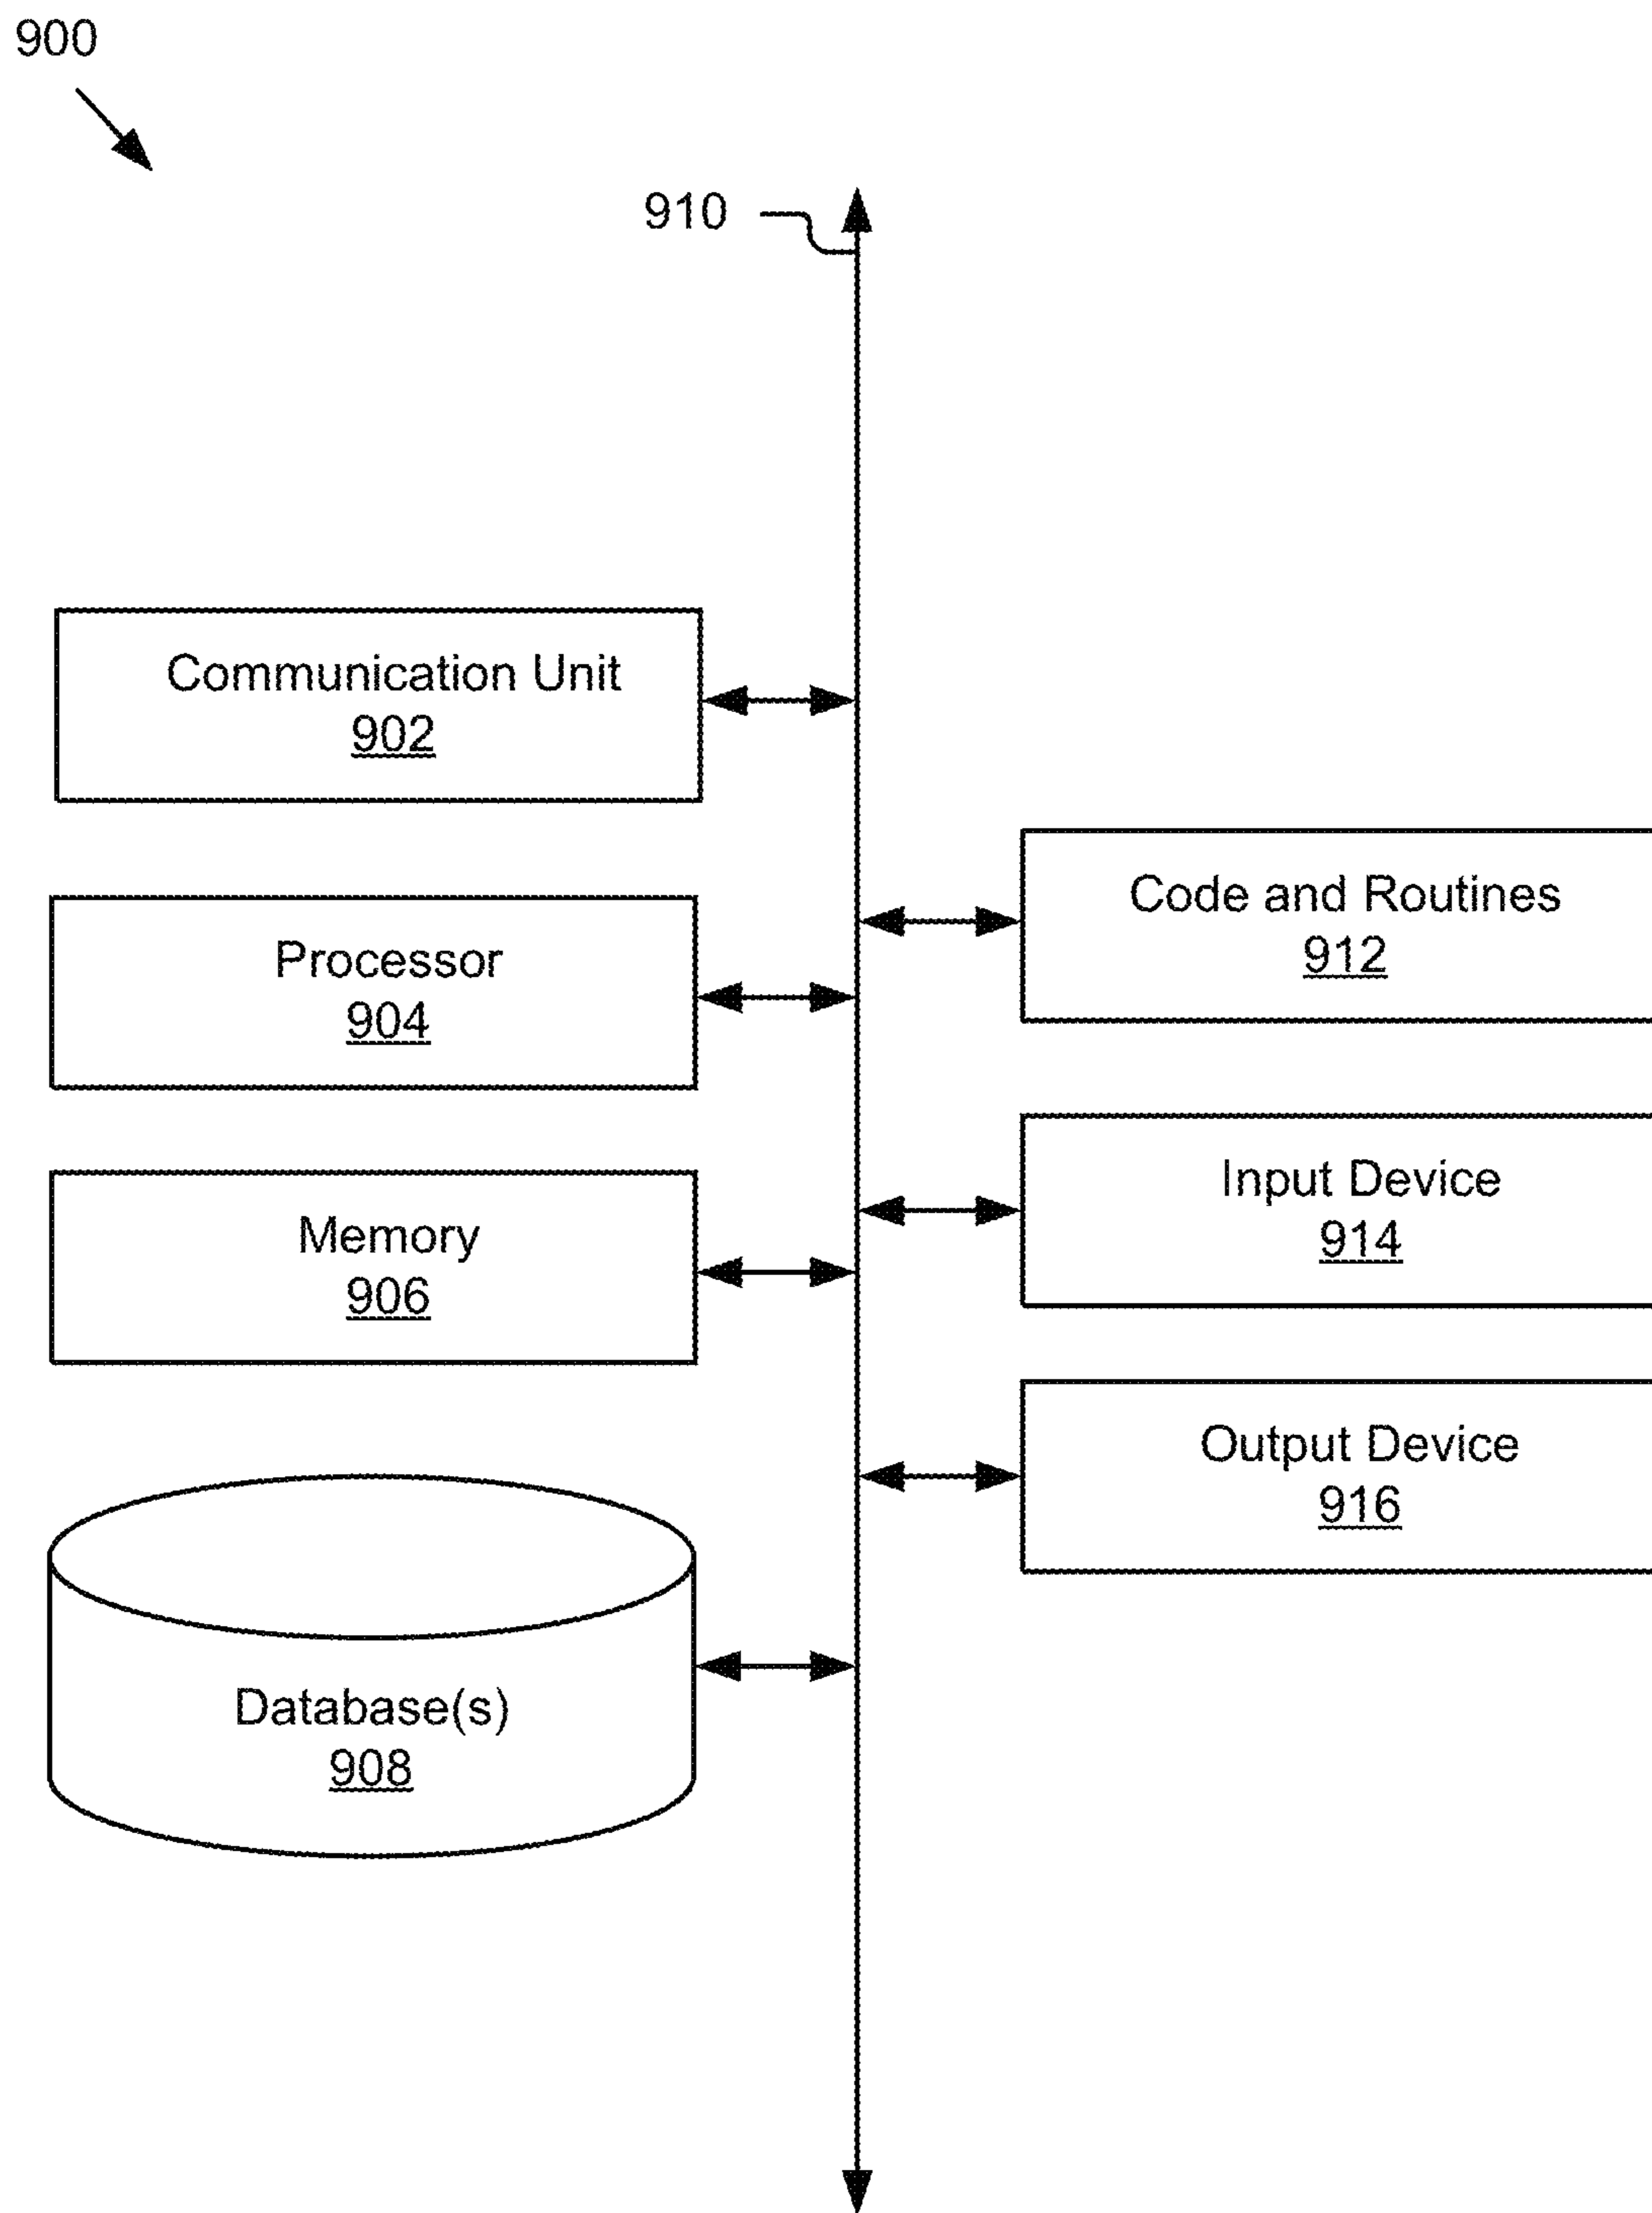 900
910
Communication Unit
902
Processor
904
Memory
906
Database(s)
908
Code and Routines
912
Input Device
914
Output Device
916